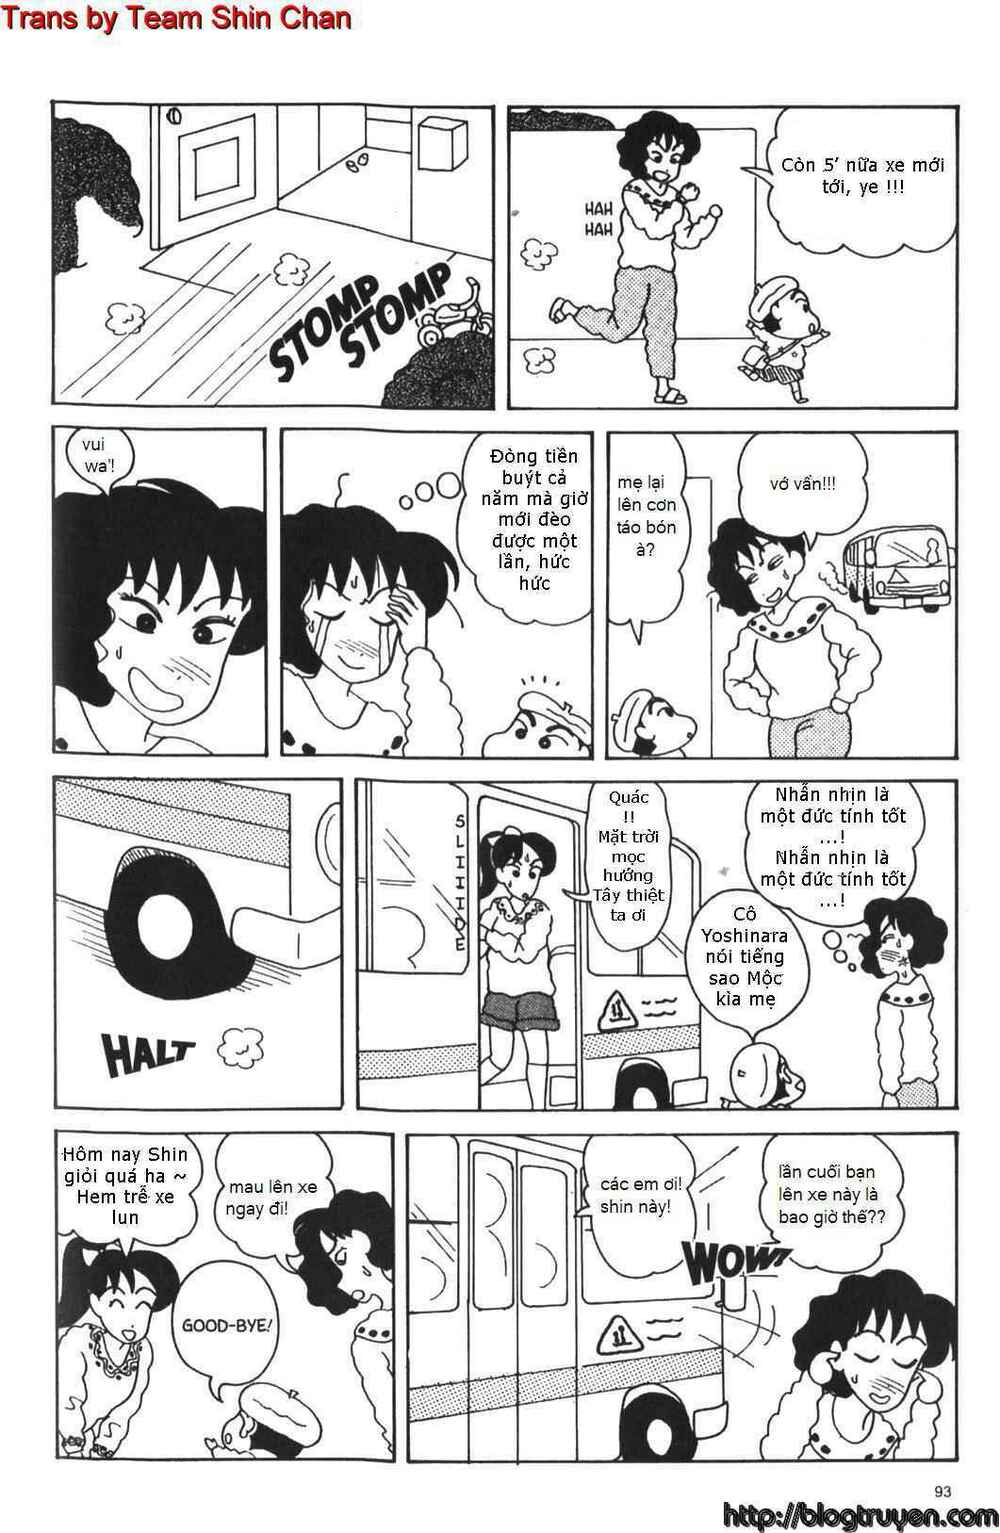 Trans by Team Shin Chan
STOMP
STOMP
Còn 5' nữa xe mới
tới, ye !!!
HAH
HAH
vui
wa'!
Đòng tiền
buýt cả
năm mà giờ
mới đèo
được một
lần, hức
hức
mẹ lại
lên cơn
táo bón
à?
vớ vẩn!!!
HALT
SLIIIDE
Quác
!!
Mặt trời
mọc
hướng
Tây thiệt
ta ơi
Nhẫn nhịn là
một đức tính tốt
...!
Nhẫn nhịn là
một đức tính tốt
...!
Cô
Yoshinara
nói tiếng
sao Mộc
kìa mẹ
Hôm nay Shin
giỏi quá ha ~
Hem trễ xe
lun
mau lên xe
ngay đi!
GOOD-BYE!
các em ơi!
shin này!
lần cuối bạn
lên xe này là
bao giờ thế??
WOW!
93
http://blogtruyen.com